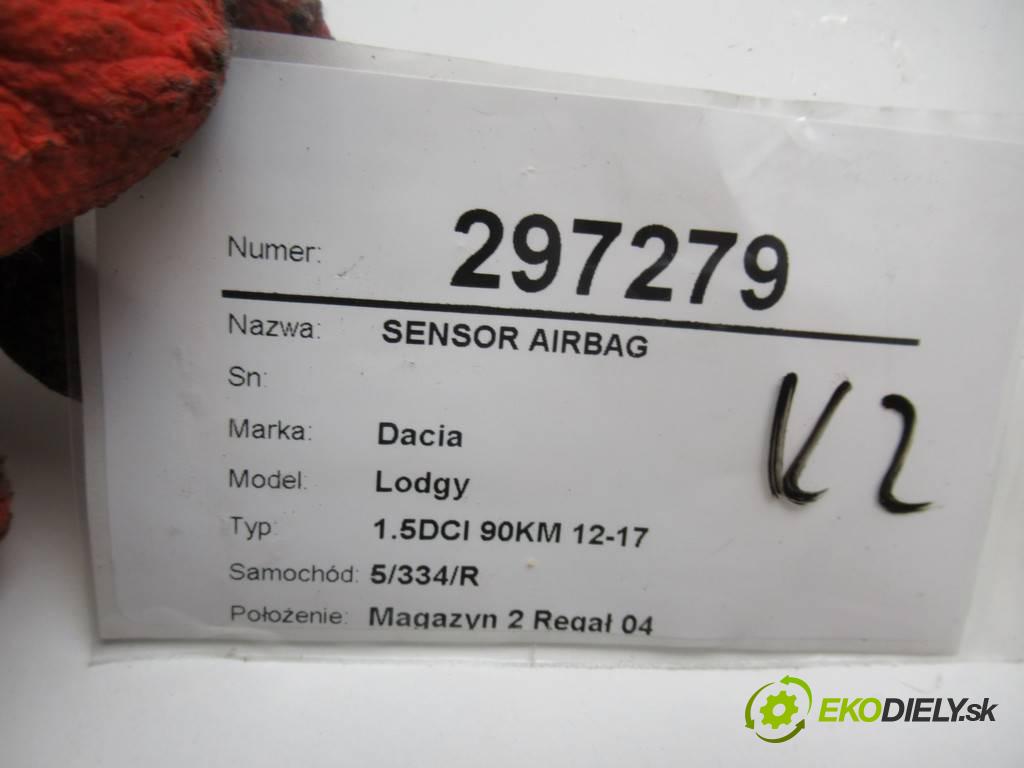 Numer: 297279
Nazwa: SENSOR AIRBAG
Sn:
Marka: Dacia
Model: Lodgy
Typ: 1.5DCI 90KM 12-17
Samochód: 5/334/R
Położenie: Magazyn 2 Regał 04
V2
EKODIELY.sk